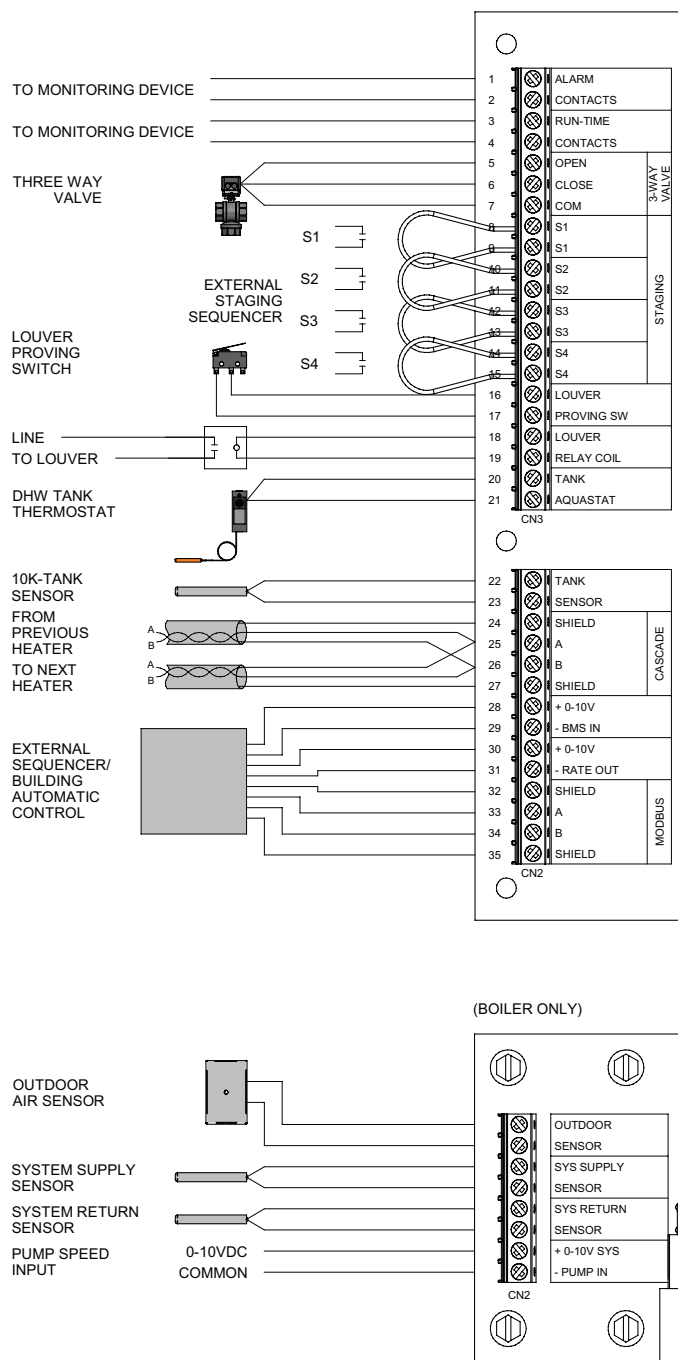 TO MONITORING DEVICE
TO MONITORING DEVICE
THREE WAY
VALVE
S1
S2
S3
S4
EXTERNAL
STAGING
SEQUENCER
LOUVER
PROVING
SWITCH
LINE
TO LOUVER
DHW TANK
THERMOSTAT
1 ALARM
2 CONTACTS
3 RUN-TIME
4 CONTACTS
5 OPEN
6 CLOSE
7 COM
3-WAY
VALVE
8 S1
9 S1
10 S2
11 S2
12 S3
13 S3
14 S4
15 S4
STAGING
16 LOUVER
17 PROVING SW
18 LOUVER
19 RELAY COIL
20 TANK
21 AQUASTAT
CN3
10K-TANK
SENSOR
FROM
PREVIOUS
HEATER
A
B
TO NEXT
HEATER
A
B
EXTERNAL
SEQUENCER/
BUILDING
AUTOMATIC
CONTROL
22 TANK
23 SENSOR
24 SHIELD
25 A
26 B
27 SHIELD
CASCADE
28 + 0-10V
29 - BMS IN
30 + 0-10V
31 - RATE OUT
32 SHIELD
33 A
34 B
35 SHIELD
MODBUS
CN2
(BOILER ONLY)
OUTDOOR
AIR SENSOR
SYSTEM SUPPLY
SENSOR
SYSTEM RETURN
SENSOR
PUMP SPEED
INPUT
0-10VDC
COMMON
OUTDOOR
SENSOR
SYS SUPPLY
SENSOR
SYS RETURN
SENSOR
+ 0-10V SYS
- PUMP IN
CN2